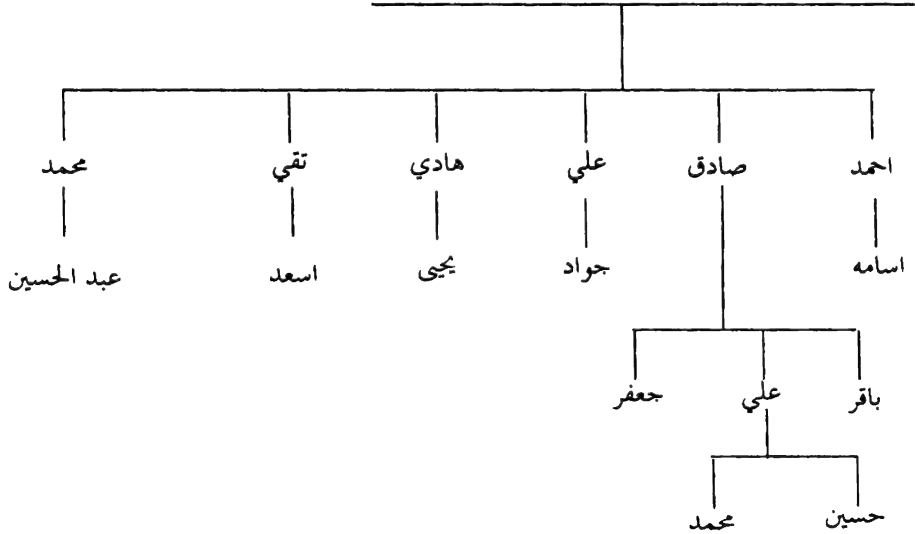 احمد صادق علي هادي تقي محمد
اسامه جواد يحيى اسعد عبد الحسين
باقر علي جعفر
حسين محمد